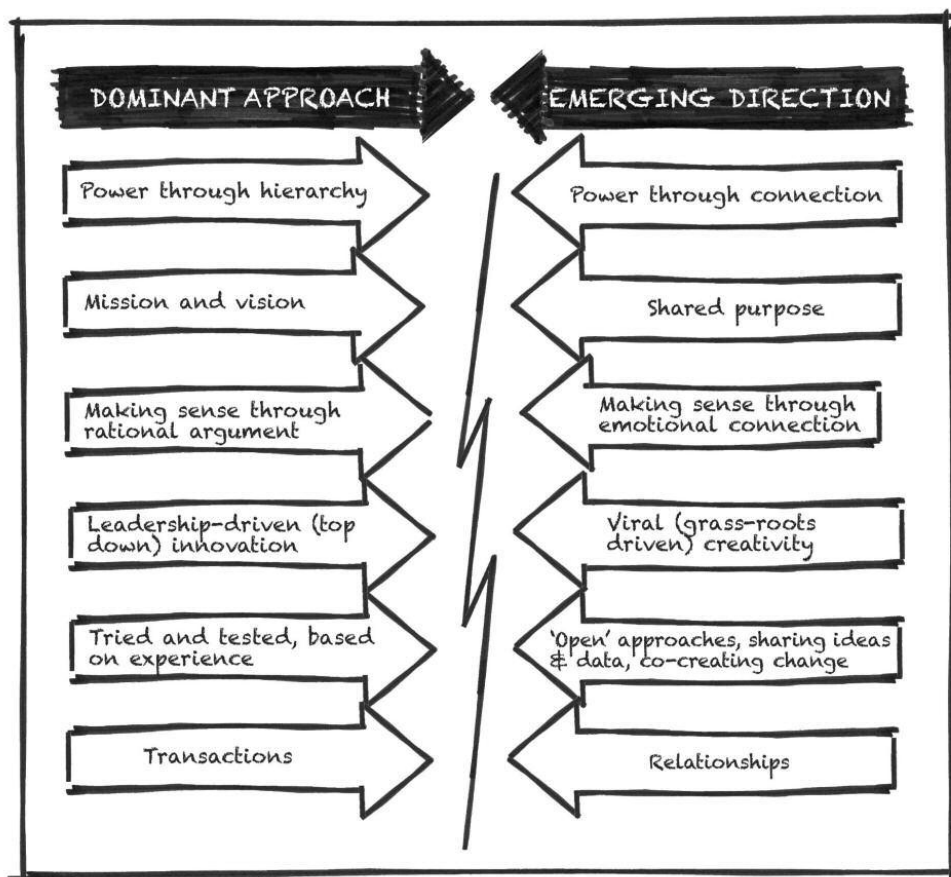 DOMINANT APPROACH
EMERGING DIRECTION
Power through hierarchy
Power through connection
Mission and vision
Shared purpose
Making sense through
rational argument
Making sense through
emotional connection
Leadership-driven (top
down) innovation
Viral (grass-roots
driven) creativity
Tried and tested, based
on experience
'Open' approaches, sharing ideas
& data, co-creating change
Transactions
Relationships